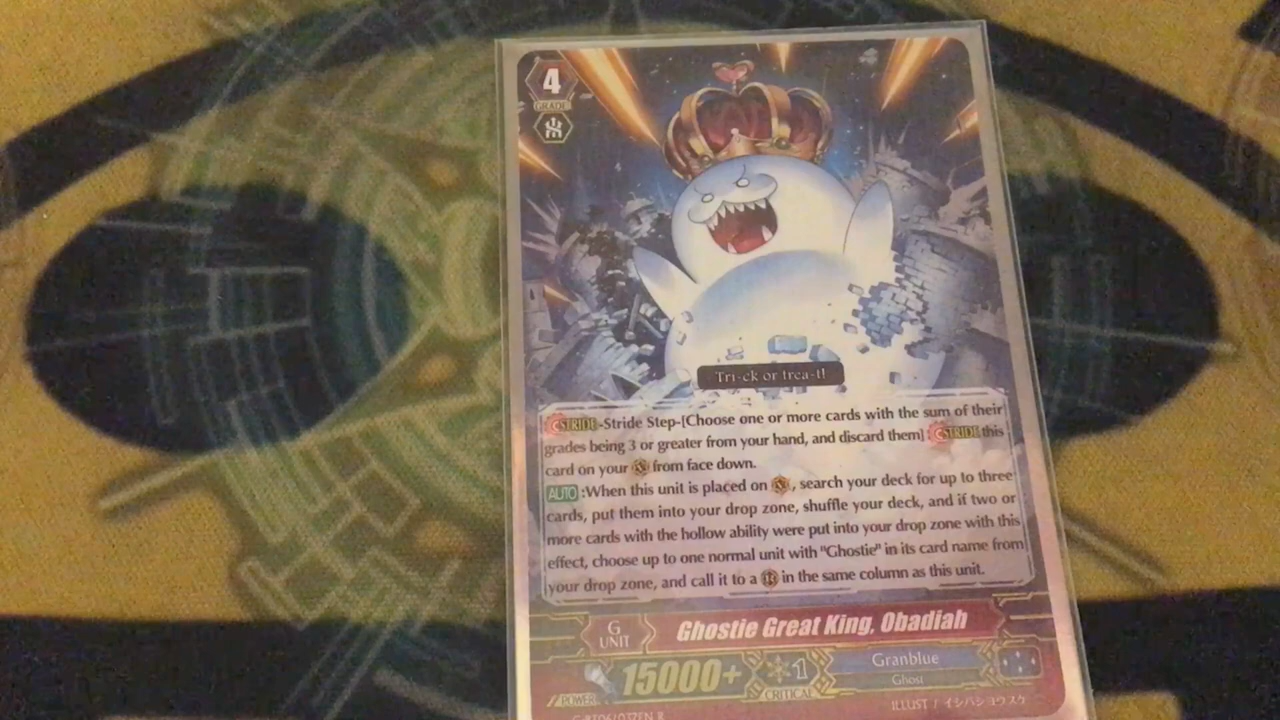 4
GRADE
Tri-ck or trea-t!
STRIDE-Stride Step-[Choose one or more cards with the sum of their
grades being 3 or greater from your hand, and discard them] STRIDE this
card on your from face down.
AUTO:When this unit is placed on , search your deck for up to three
cards, put them into your drop zone, shuffle your deck, and if two or
more cards with the hollow ability were put into your drop zone with this
effect, choose up to one normal unit with "Ghostie" in its card name from
your drop zone, and call it to a in the same column as this unit.
G
UNIT
Ghostie Great King, Obadiah
POWER
15000+
1
CRITICAL
Granblue
Ghost
ILLUST / イシバシヨウスケ